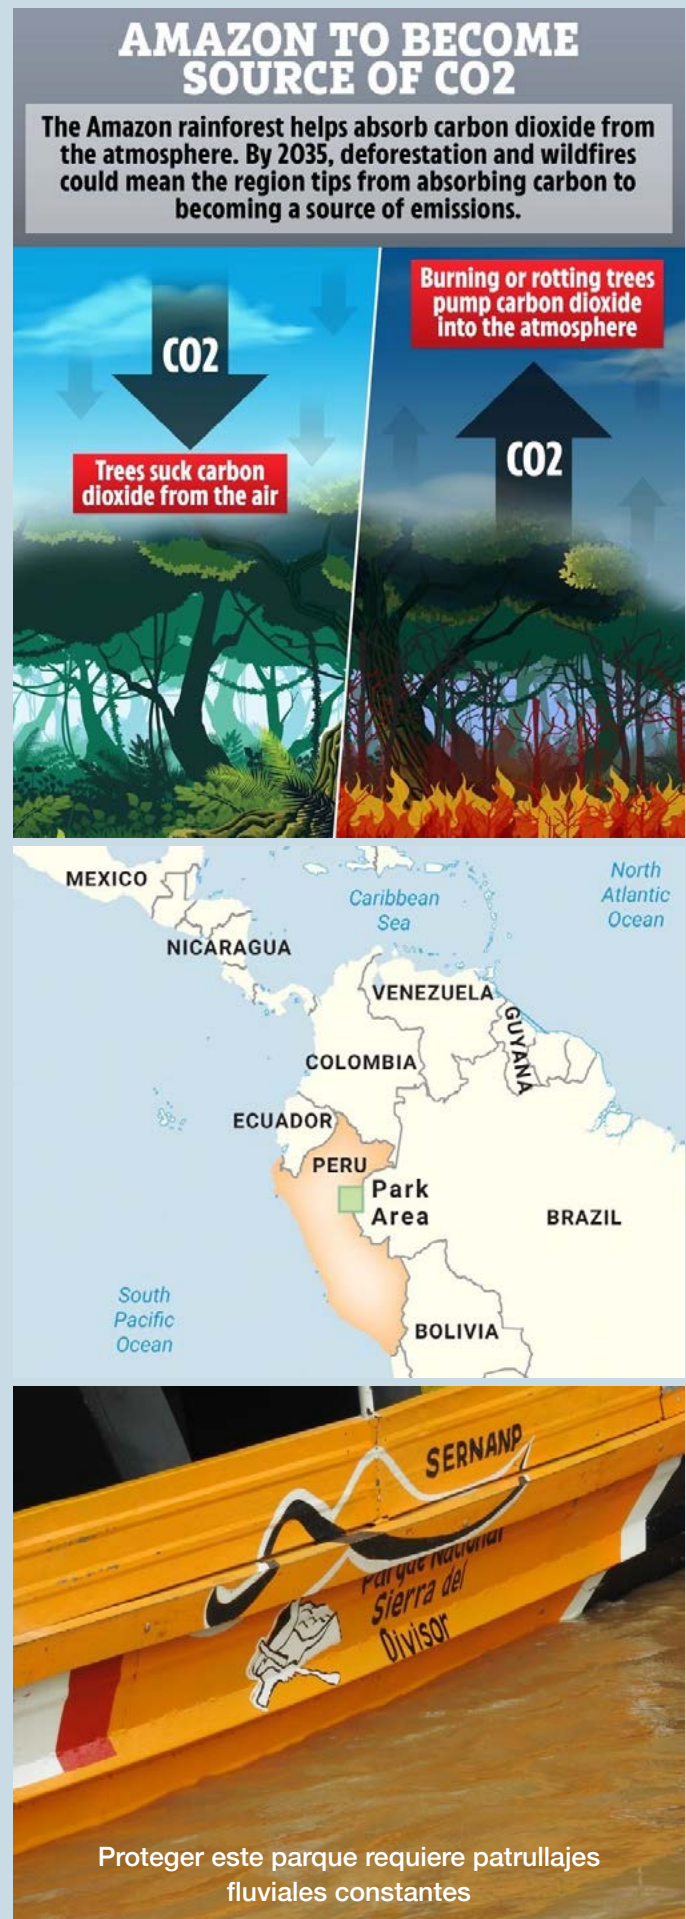 AMAZON TO BECOME
SOURCE OF CO2
The Amazon rainforest helps absorb carbon dioxide from
the atmosphere. By 2035, deforestation and wildfires
could mean the region tips from absorbing carbon to
becoming a source of emissions.
CO2
Trees suck carbon
dioxide from the air
Burning or rotting trees
pump carbon dioxide
into the atmosphere
CO2
MEXICO
Caribbean
Sea
North
Atlantic
Ocean
NICARAGUA
VENEZUELA
GUYANA
COLOMBIA
ECUADOR
PERU
Park
Area
BRAZIL
South
Pacific
Ocean
BOLIVIA
SERNANP
Parque Nacional
Sierra del
Divisor
Proteger este parque requiere patrullajes
fluviales constantes